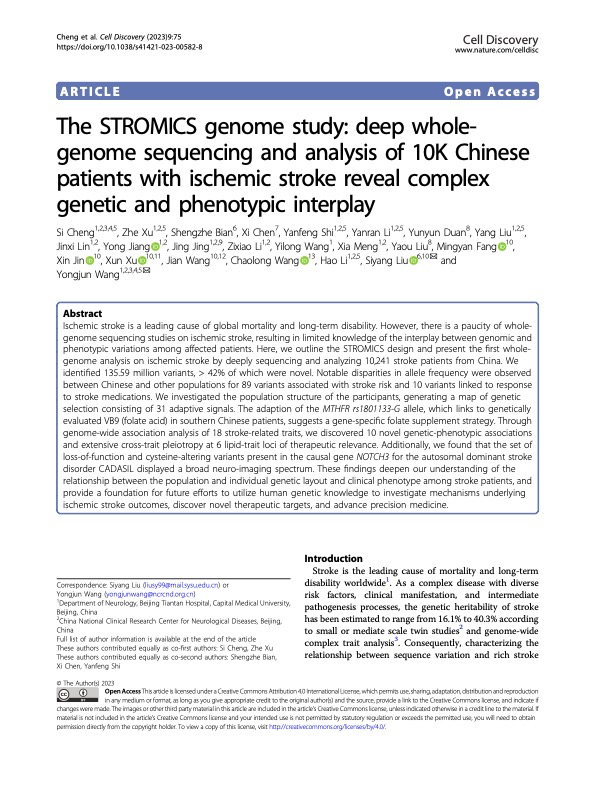 Cheng et al. Cell Discovery (2023)9:75
https://doi.org/10.1038/s41421-023-00582-8
Cell Discovery
www.nature.com/celldisc
ARTICLE
Open Access
The STROMICS genome study: deep whole-
genome sequencing and analysis of 10K Chinese
patients with ischemic stroke reveal complex
genetic and phenotypic interplay
Si Cheng1,2,3,4,5, Zhe Xu1,2,5, Shengzhe Bian6, Xi Chen7, Yanfeng Shi1,2,5, Yanran Li1,2,5, Yunyun Duan8, Yang Liu1,2,5,
Jinxi Lin1,2, Yong Jiang1,2, Jing Jing1,2,9, Zixiao Li1,2, Yilong Wang1, Xia Meng1,2, Yaou Liu8, Mingyan Fang10,
Xin Jin10, Xun Xu10,11, Jian Wang10,12, Chaolong Wang13, Hao Li1,2,5, Siyang Liu6,10✉ and
Yongjun Wang1,2,3,4,5✉
Abstract
Ischemic stroke is a leading cause of global mortality and long-term disability. However, there is a paucity of whole-
genome sequencing studies on ischemic stroke, resulting in limited knowledge of the interplay between genomic and
phenotypic variations among affected patients. Here, we outline the STROMICS design and present the first whole-
genome analysis on ischemic stroke by deeply sequencing and analyzing 10,241 stroke patients from China. We
identified 135.59 million variants, > 42% of which were novel. Notable disparities in allele frequency were observed
between Chinese and other populations for 89 variants associated with stroke risk and 10 variants linked to response
to stroke medications. We investigated the population structure of the participants, generating a map of genetic
selection consisting of 31 adaptive signals. The adaption of the MTHFR rs1801133-G allele, which links to genetically
evaluated VB9 (folate acid) in southern Chinese patients, suggests a gene-specific folate supplement strategy. Through
genome-wide association analysis of 18 stroke-related traits, we discovered 10 novel genetic-phenotypic associations
and extensive cross-trait pleiotropy at 6 lipid-trait loci of therapeutic relevance. Additionally, we found that the set of
loss-of-function and cysteine-altering variants present in the causal gene NOTCH3 for the autosomal dominant stroke
disorder CADASIL displayed a broad neuro-imaging spectrum. These findings deepen our understanding of the
relationship between the population and individual genetic layout and clinical phenotype among stroke patients, and
provide a foundation for future efforts to utilize human genetic knowledge to investigate mechanisms underlying
ischemic stroke outcomes, discover novel therapeutic targets, and advance precision medicine.
Introduction
Stroke is the leading cause of mortality and long-term
disability worldwide1. As a complex disease with diverse
risk factors, clinical manifestation, and intermediate
pathogenesis processes, the genetic heritability of stroke
has been estimated to range from 16.1% to 40.3% according
to small or mediate scale twin studies2 and genome-wide
complex trait analysis3. Consequently, characterizing the
relationship between sequence variation and rich stroke
Correspondence: Siyang Liu (liusy99@mail.sysu.edu.cn) or
Yongjun Wang (yongjunwang@ncrcnd.org.cn)
1Department of Neurology, Beijing Tiantan Hospital, Capital Medical University,
Beijing, China
2China National Clinical Research Center for Neurological Diseases, Beijing,
China
Full list of author information is available at the end of the article
These authors contributed equally as co-first authors: Si Cheng, Zhe Xu
These authors contributed equally as co-second authors: Shengzhe Bian,
Xi Chen, Yanfeng Shi
© The Author(s) 2023
Open Access This article is licensed under a Creative Commons Attribution 4.0 International License, which permits use, sharing, adaptation, distribution and reproduction
in any medium or format, as long as you give appropriate credit to the original author(s) and the source, provide a link to the Creative Commons license, and indicate if
changes were made. The images or other third party material in this article are included in the article's Creative Commons license, unless indicated otherwise in a credit line to the material. If
material is not included in the article's Creative Commons license and your intended use is not permitted by statutory regulation or exceeds the permitted use, you will need to obtain
permission directly from the copyright holder. To view a copy of this license, visit http://creativecommons.org/licenses/by/4.0/.